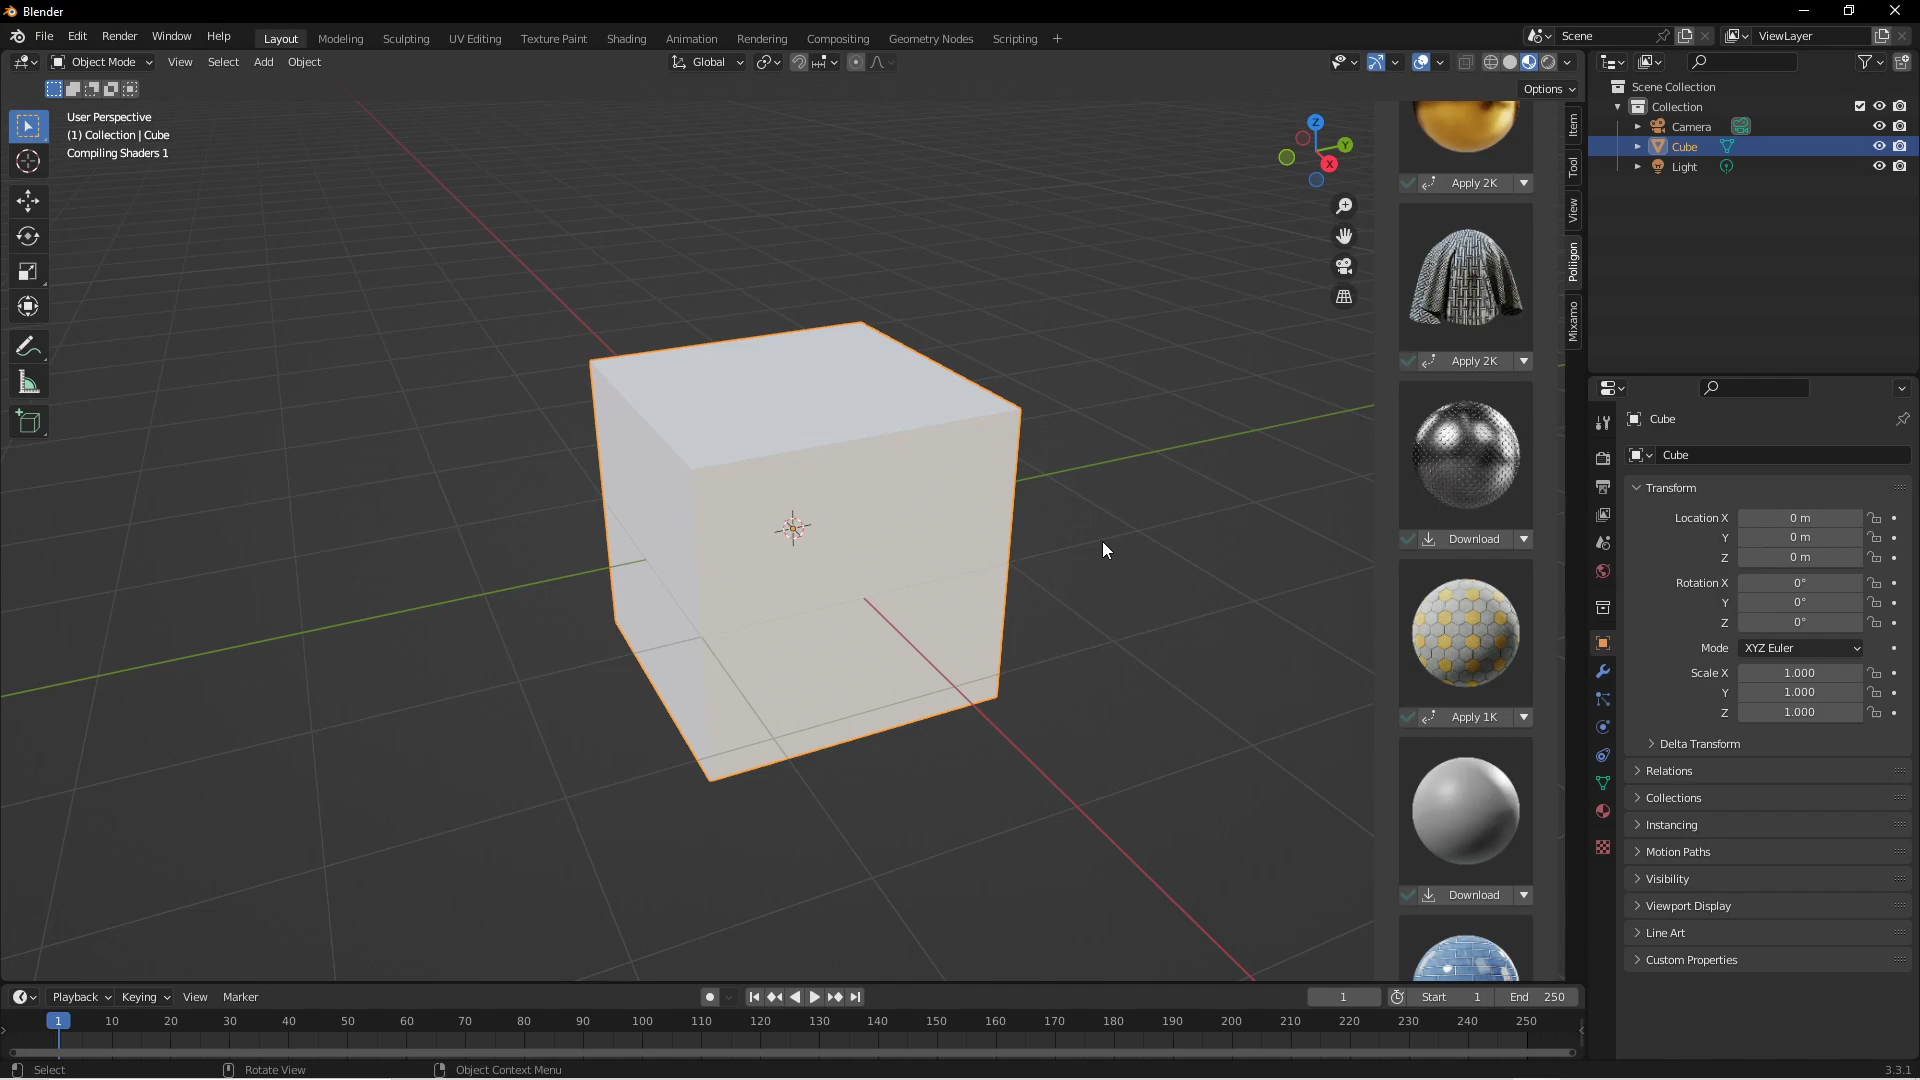 Blender
File Edit Render Window Help Layout Modeling Sculpting UV Editing Texture Paint Shading Animation Rendering Compositing Geometry Nodes Scripting + Scene ViewLayer
Object Mode View Select Add Object Global
Options
User Perspective
(1) Collection | Cube
Compiling Shaders 1
Z
Y
X
Item
Tool
View
Poliigon
Mixamo
Apply 2K
Apply 2K
Download
Apply 1K
Download
Scene Collection
Collection
Camera
Cube
Light
Cube
Cube
Transform
Location X 0 m
Y 0 m
Z 0 m
Rotation X 0°
Y 0°
Z 0°
Mode XYZ Euler
Scale X 1.000
Y 1.000
Z 1.000
Delta Transform
Relations
Collections
Instancing
Motion Paths
Visibility
Viewport Display
Line Art
Custom Properties
Playback Keying View Marker 1 Start 1 End 250
1 10 20 30 40 50 60 70 80 90 100 110 120 130 140 150 160 170 180 190 200 210 220 230 240 250
Select Rotate View Object Context Menu 3.3.1